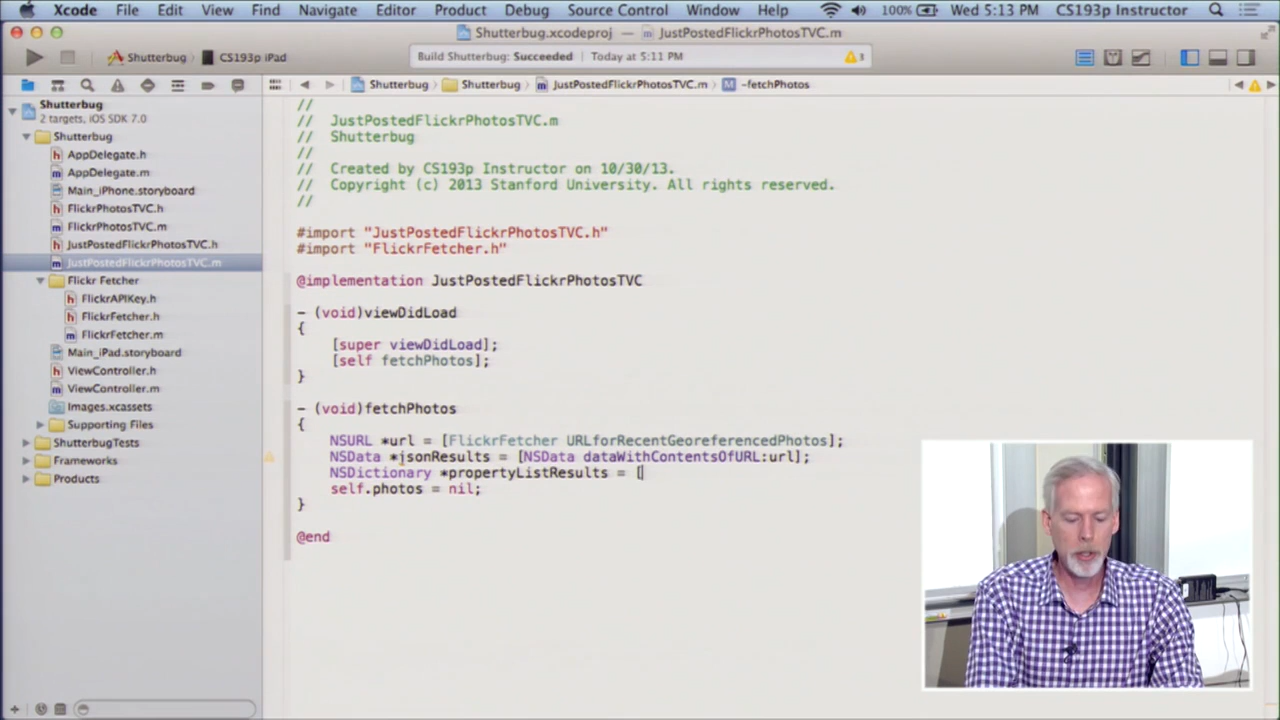 Xcode File Edit View Find Navigate Editor Product Debug Source Control Window Help 100% Wed 5:13 PM CS193p Instructor
Shutterbug.xcodeproj — JustPostedFlickrPhotosTVC.m
Shutterbug CS193p iPad Build Shutterbug: Succeeded Today at 5:11 PM
Shutterbug Shutterbug JustPostedFlickrPhotosTVC.m -fetchPhotos
Shutterbug
2 targets, iOS SDK 7.0
Shutterbug
AppDelegate.h
AppDelegate.m
Main_iPhone.storyboard
FlickrPhotosTVC.h
FlickrPhotosTVC.m
JustPostedFlickrPhotosTVC.h
JustPostedFlickrPhotosTVC.m
Flickr Fetcher
FlickrAPIKey.h
FlickrFetcher.h
FlickrFetcher.m
Main_iPad.storyboard
ViewController.h
ViewController.m
Images.xcassets
Supporting Files
ShutterbugTests
Frameworks
Products
//
// JustPostedFlickrPhotosTVC.m
// Shutterbug
//
// Created by CS193p Instructor on 10/30/13.
// Copyright (c) 2013 Stanford University. All rights reserved.
//
#import "JustPostedFlickrPhotosTVC.h"
#import "FlickrFetcher.h"
@implementation JustPostedFlickrPhotosTVC
- (void)viewDidLoad
{
[super viewDidLoad];
[self fetchPhotos];
}
- (void)fetchPhotos
{
NSURL *url = [FlickrFetcher URLforRecentGeoreferencedPhotos];
NSData *jsonResults = [NSData dataWithContentsOfURL:url];
NSDictionary *propertyListResults = [
self.photos = nil;
}
@end